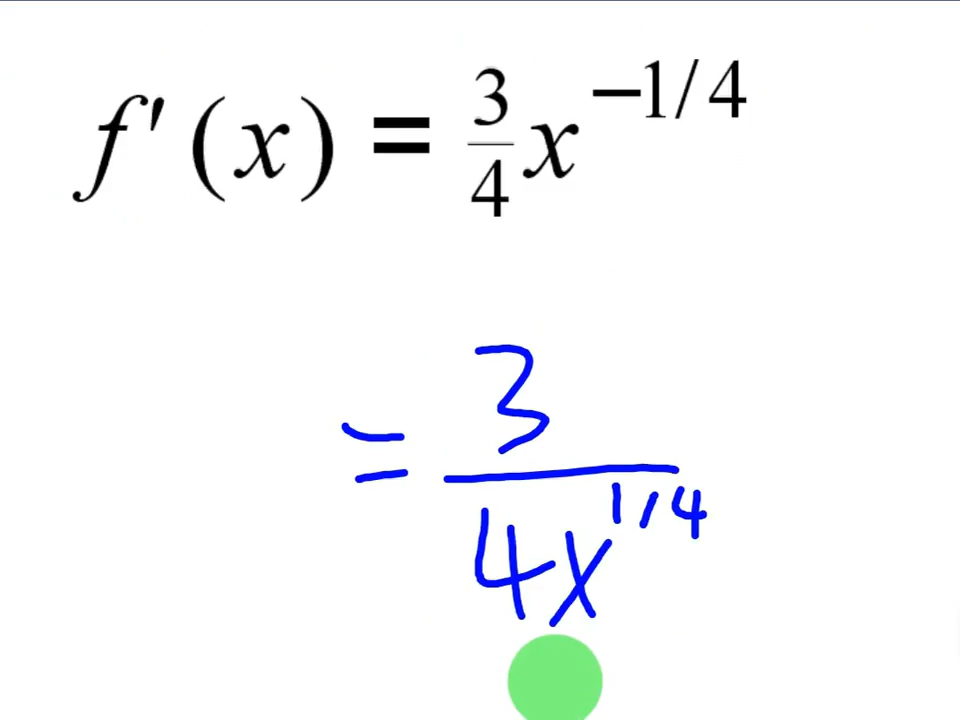 f'(x) = 3/4 x^{-1/4}
= 3/(4x^{1/4})